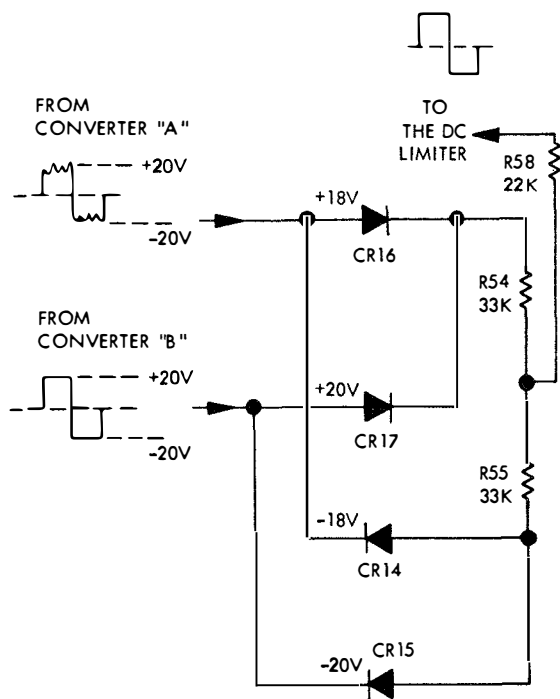 FROM
CONVERTER "A"
+20V
-20V
TO
THE DC
LIMITER
R58
22K
+18V
CR16
R54
33K
FROM
CONVERTER "B"
+20V
-20V
+20V
CR17
R55
33K
-18V
CR14
CR15
-20V